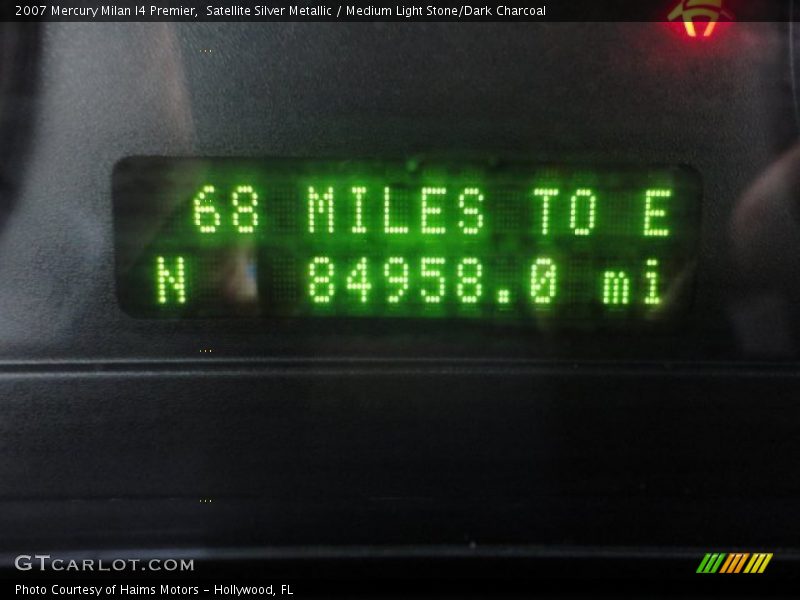 2007 Mercury Milan I4 Premier,  Satellite Silver Metallic / Medium Light Stone/Dark Charcoal
68 MILES TO E
N 84958.0 mi
GTCARLOT.COM
Photo Courtesy of Haims Motors - Hollywood, FL